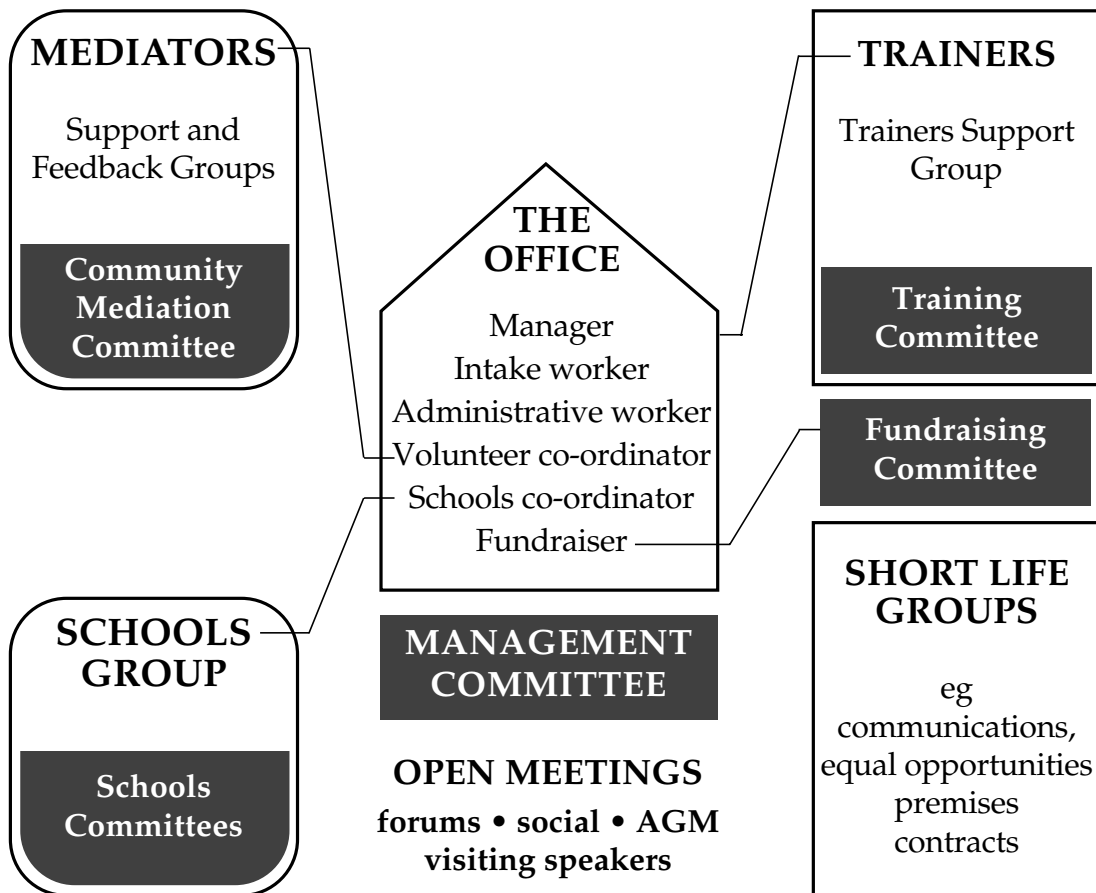 MEDIATORS
Support and
Feedback Groups
Community
Mediation
Committee
SCHOOLS
GROUP
Schools
Committees
THE
OFFICE
Manager
Intake worker
Administrative worker
Volunteer co-ordinator
Schools co-ordinator
Fundraiser
MANAGEMENT
COMMITTEE
OPEN MEETINGS
forums • social • AGM
visiting speakers
TRAINERS
Trainers Support
Group
Training
Committee
Fundraising
Committee
SHORT LIFE
GROUPS
eg
communications,
equal opportunities
premises
contracts